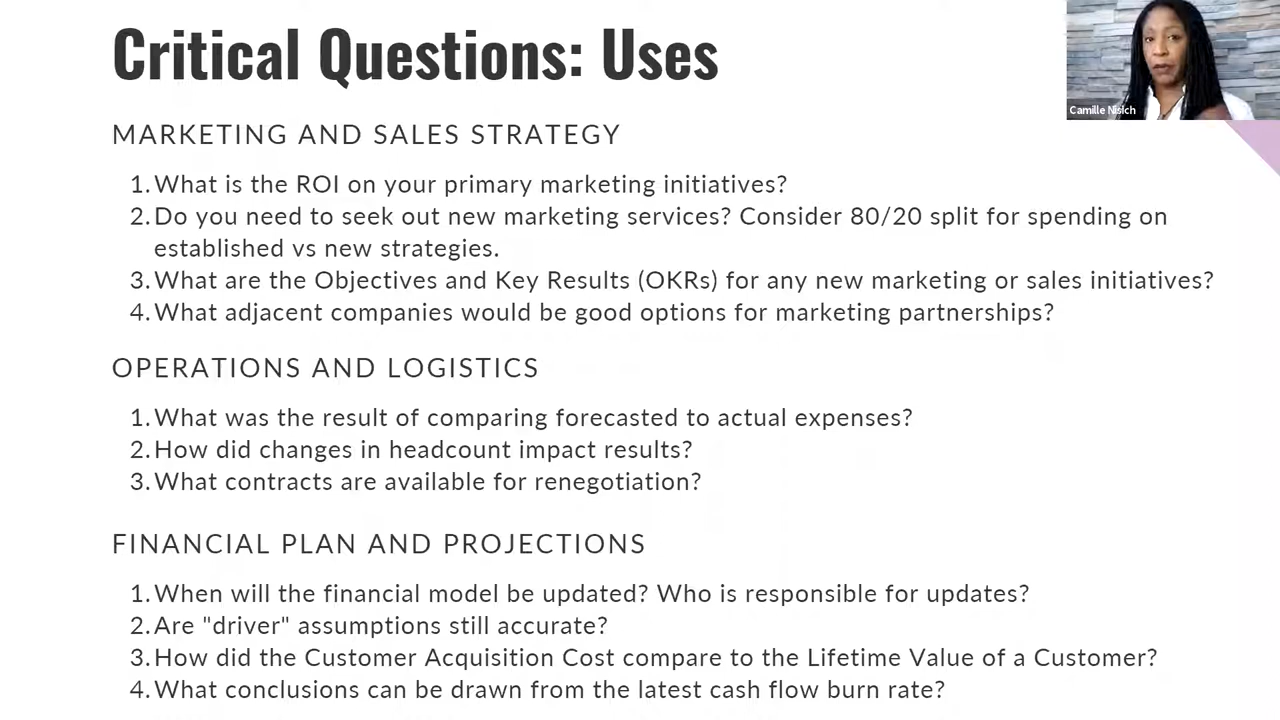 Critical Questions: Uses
Camille Nisich
MARKETING AND SALES STRATEGY
1. What is the ROI on your primary marketing initiatives?
2. Do you need to seek out new marketing services? Consider 80/20 split for spending on
established vs new strategies.
3. What are the Objectives and Key Results (OKRs) for any new marketing or sales initiatives?
4. What adjacent companies would be good options for marketing partnerships?
OPERATIONS AND LOGISTICS
1. What was the result of comparing forecasted to actual expenses?
2. How did changes in headcount impact results?
3. What contracts are available for renegotiation?
FINANCIAL PLAN AND PROJECTIONS
1. When will the financial model be updated? Who is responsible for updates?
2. Are "driver" assumptions still accurate?
3. How did the Customer Acquisition Cost compare to the Lifetime Value of a Customer?
4. What conclusions can be drawn from the latest cash flow burn rate?